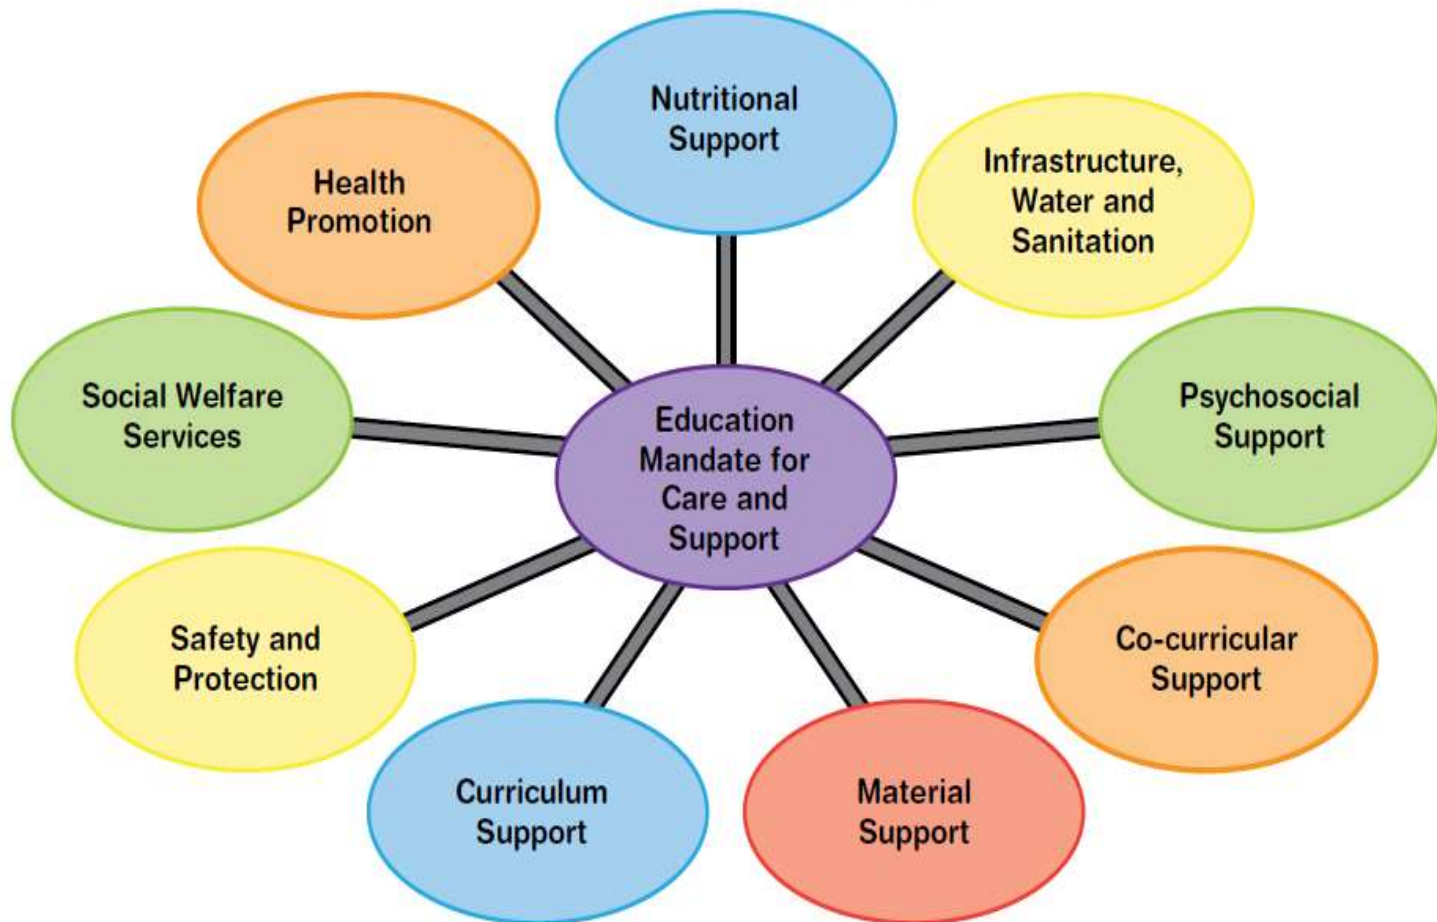 Nutritional
Support
Infrastructure,
Water and
Sanitation
Psychosocial
Support
Co-curricular
Support
Material
Support
Curriculum
Support
Safety and
Protection
Social Welfare
Services
Health
Promotion
Education
Mandate for
Care and
Support